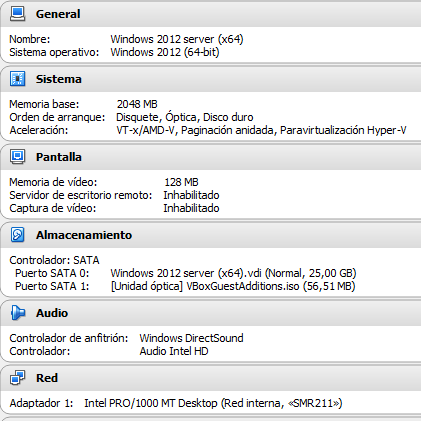 General
Nombre: Windows 2012 server (x64)
Sistema operativo: Windows 2012 (64-bit)
Sistema
Memoria base: 2048 MB
Orden de arranque: Disquete, Óptica, Disco duro
Aceleración: VT-x/AMD-V, Paginación anidada, Paravirtualización Hyper-V
Pantalla
Memoria de vídeo: 128 MB
Servidor de escritorio remoto: Inhabilitado
Captura de vídeo: Inhabilitado
Almacenamiento
Controlador: SATA
Puerto SATA 0: Windows 2012 server (x64).vdi (Normal, 25,00 GB)
Puerto SATA 1: [Unidad óptica] VBoxGuestAdditions.iso (56,51 MB)
Audio
Controlador de anfitrión: Windows DirectSound
Controlador: Audio Intel HD
Red
Adaptador 1: Intel PRO/1000 MT Desktop (Red interna, «SMR211»)